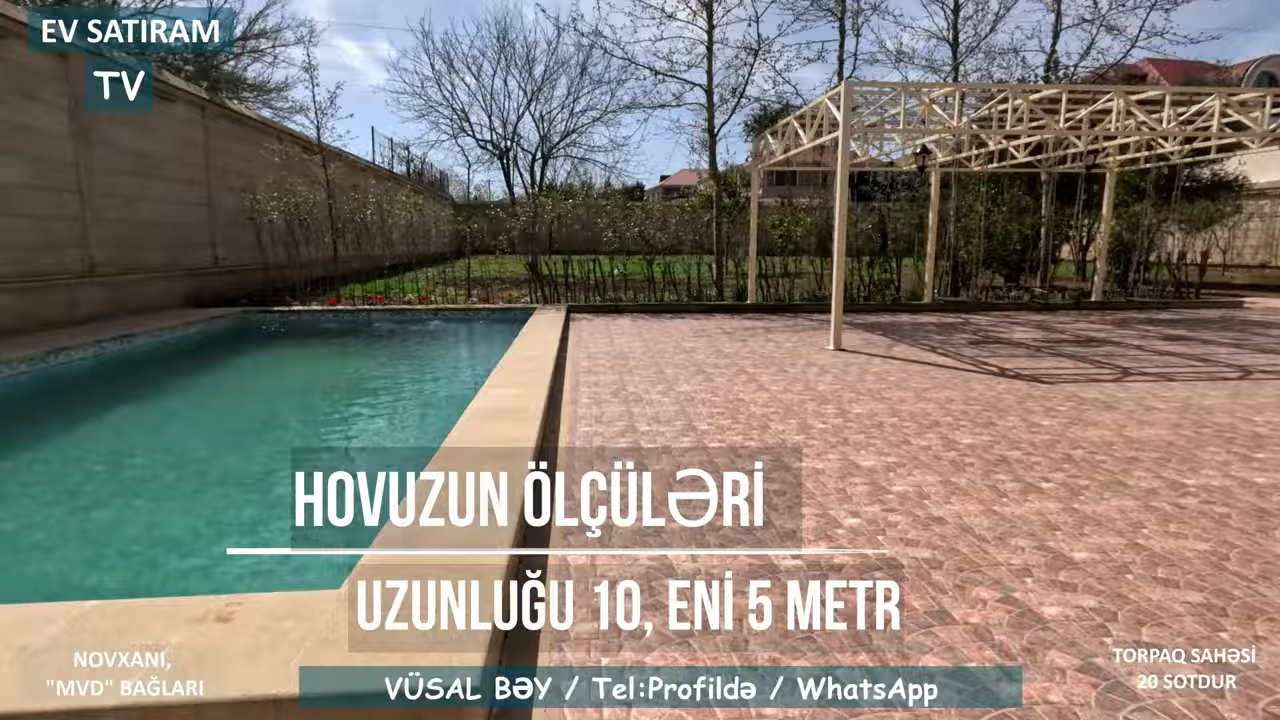 EV SATIRAM
TV
HOVUZUN ÖLÇÜLƏRİ
UZUNLUĞU 10, ENİ 5 METR
NOVXANI,
"MVD" BAĞLARI
TORPAQ SAHƏSİ
20 SOTDUR
VÜSAL BƏY / Tel:Profildə / WhatsApp